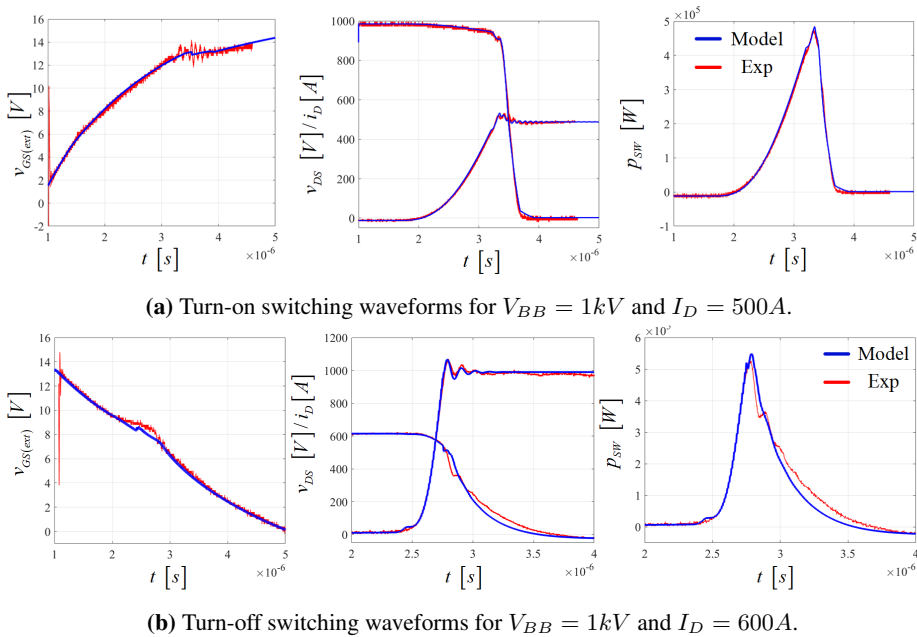 ×10⁵
16
14
12
10
8
6
4
2
0
-2
v_GS(ext) [V]
1 2 3 4 5
t [s]
×10⁻⁶
1000
800
600
400
200
0
v_DS [V] / i_D [A]
1 2 3 4 5
t [s]
×10⁻⁶
5
4
3
2
1
0
-1
p_SW [W]
Model
Exp
1 2 3 4 5
t [s]
×10⁻⁶
(a) Turn-on switching waveforms for V_BB = 1kV and I_D = 500A.
16
14
12
10
8
6
4
2
0
v_GS(ext) [V]
1 2 3 4 5
t [s]
×10⁻⁶
1200
1000
800
600
400
200
0
v_DS [V] / i_D [A]
2 2.5 3 3.5 4
t [s]
×10⁻⁶
6
5
4
3
2
1
0
p_SW [W]
Model
Exp
2 2.5 3 3.5 4
t [s]
×10⁻⁶
(b) Turn-off switching waveforms for V_BB = 1kV and I_D = 600A.